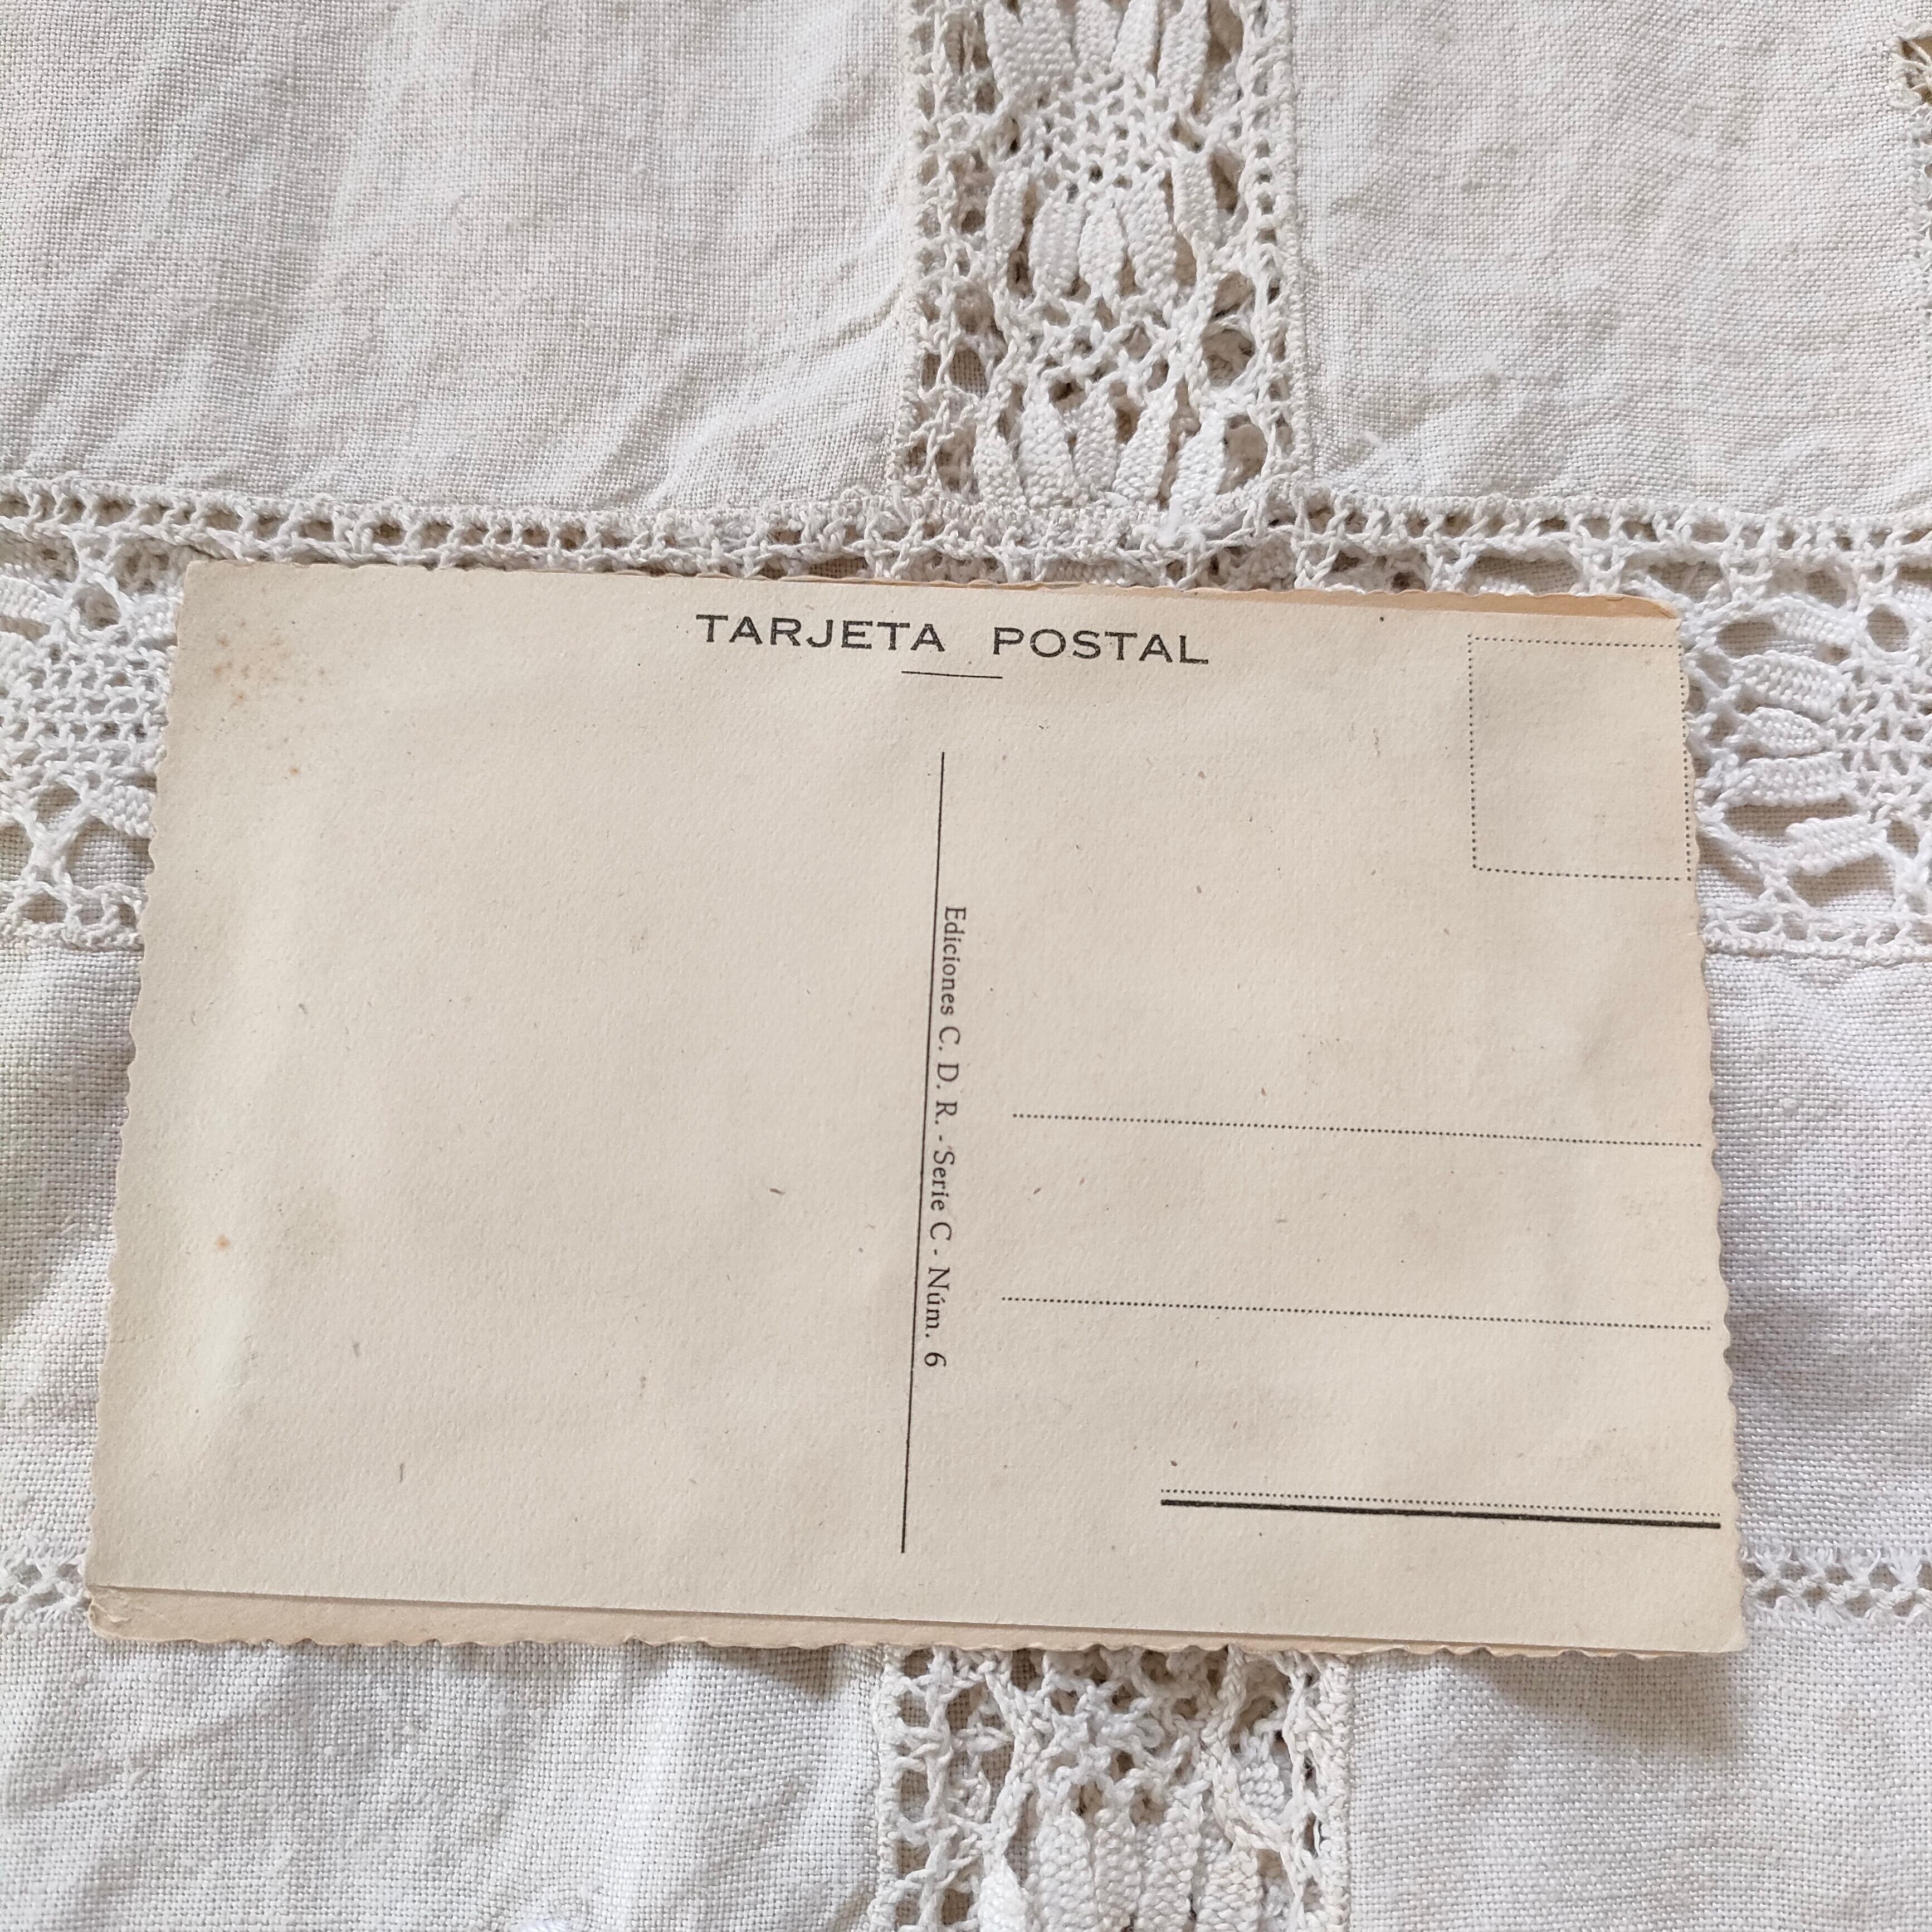 TARJETA POSTAL
Ediciones C. D. R. - Serie C - Núm. 6